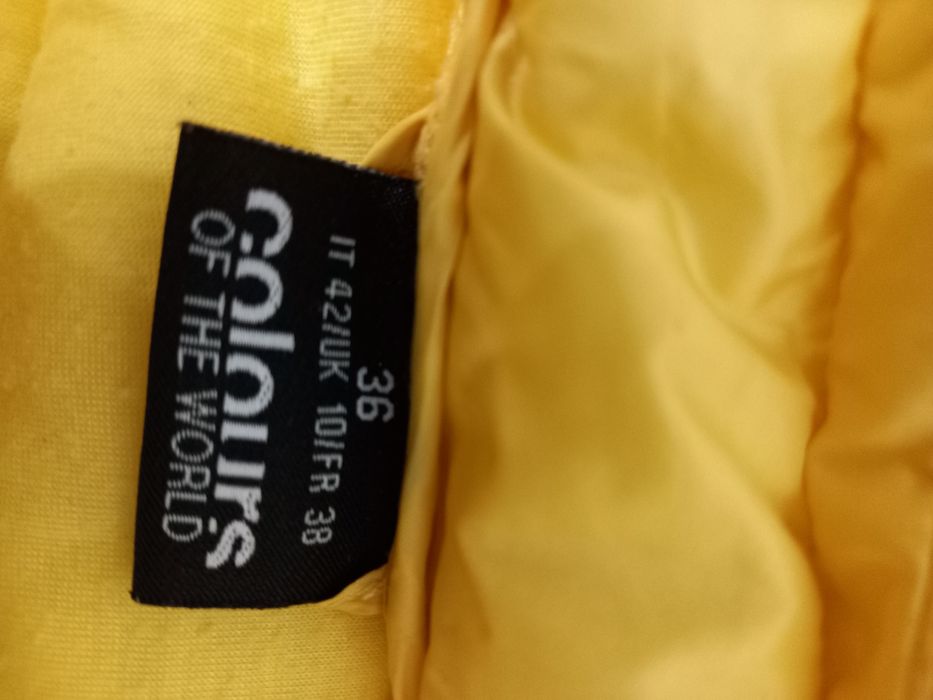 36
IT 42/UK 10/FR 38
colours
OF THE WORLD